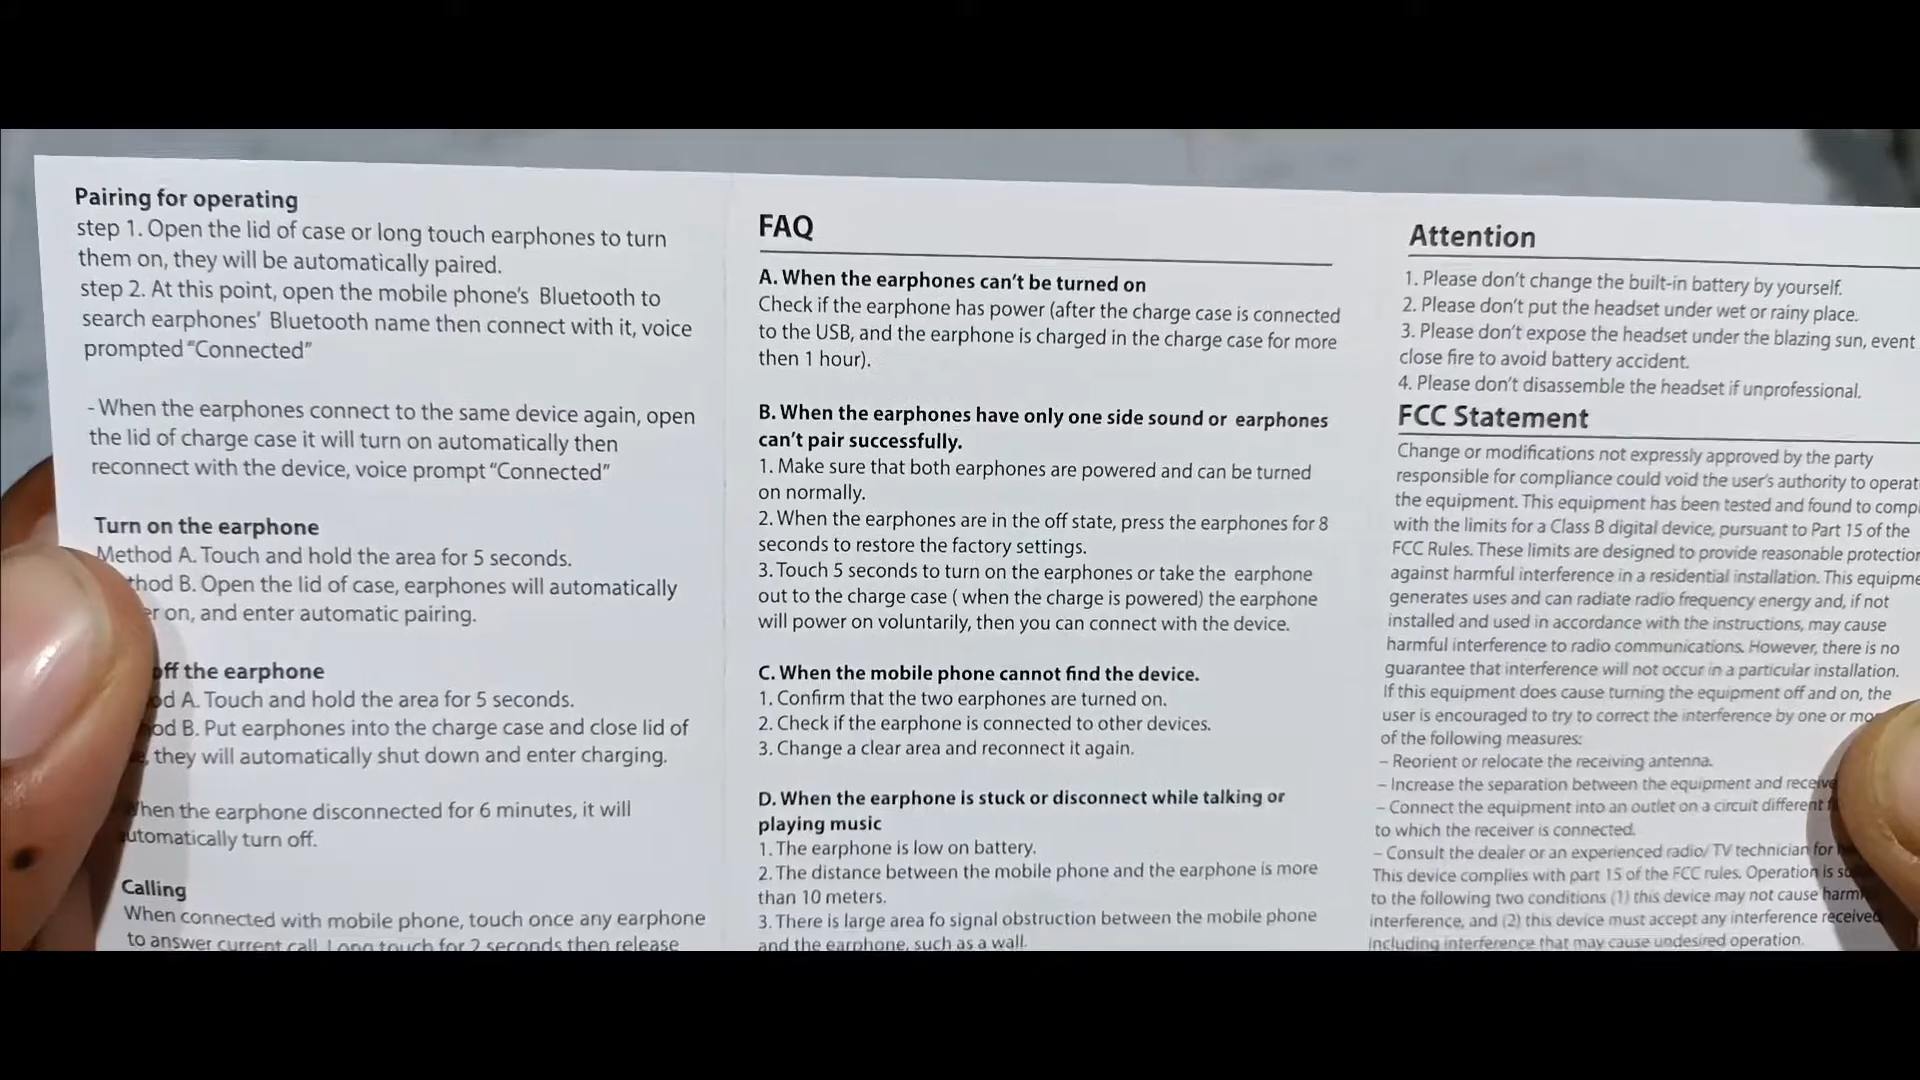 Pairing for operating
step 1. Open the lid of case or long touch earphones to turn
them on, they will be automatically paired.
step 2. At this point, open the mobile phone's Bluetooth to
search earphones' Bluetooth name then connect with it, voice
prompted "Connected"
- When the earphones connect to the same device again, open
the lid of charge case it will turn on automatically then
reconnect with the device, voice prompt "Connected"
Turn on the earphone
Method A. Touch and hold the area for 5 seconds.
B. Open the lid of case, earphones will automatically
on, and enter automatic pairing.
off the earphone
A. Touch and hold the area for 5 seconds.
B. Put earphones into the charge case and close lid of
they will automatically shut down and enter charging.
When the earphone disconnected for 6 minutes, it will
automatically turn off.
Calling
When connected with mobile phone, touch once any earphone
to answer current call. Long touch for 2 seconds then release
FAQ
A. When the earphones can't be turned on
Check if the earphone has power (after the charge case is connected
to the USB, and the earphone is charged in the charge case for more
then 1 hour).
B. When the earphones have only one side sound or earphones
can't pair successfully.
1. Make sure that both earphones are powered and can be turned
on normally.
2. When the earphones are in the off state, press the earphones for 8
seconds to restore the factory settings.
3. Touch 5 seconds to turn on the earphones or take the earphone
out to the charge case ( when the charge is powered) the earphone
will power on voluntarily, then you can connect with the device.
C. When the mobile phone cannot find the device.
1. Confirm that the two earphones are turned on.
2. Check if the earphone is connected to other devices.
3. Change a clear area and reconnect it again.
D. When the earphone is stuck or disconnect while talking or
playing music
1. The earphone is low on battery.
2. The distance between the mobile phone and the earphone is more
than 10 meters.
3. There is large area fo signal obstruction between the mobile phone
and the earphone, such as a wall.
Attention
1. Please don't change the built-in battery by yourself.
2. Please don't put the headset under wet or rainy place.
3. Please don't expose the headset under the blazing sun, event
close fire to avoid battery accident.
4. Please don't disassemble the headset if unprofessional.
FCC Statement
Change or modifications not expressly approved by the party
responsible for compliance could void the user's authority to operat
the equipment. This equipment has been tested and found to compl
with the limits for a Class B digital device, pursuant to Part 15 of the
FCC Rules. These limits are designed to provide reasonable protection
against harmful interference in a residential installation. This equipme
generates uses and can radiate radio frequency energy and, if not
installed and used in accordance with the instructions, may cause
harmful interference to radio communications. However, there is no
guarantee that interference will not occur in a particular installation.
If this equipment does cause turning the equipment off and on, the
user is encouraged to try to correct the interference by one or mo
of the following measures:
– Reorient or relocate the receiving antenna.
– Increase the separation between the equipment and receive
– Connect the equipment into an outlet on a circuit different
to which the receiver is connected.
– Consult the dealer or an experienced radio/ TV technician for
This device complies with part 15 of the FCC rules. Operation is
to the following two conditions (1) this device may not cause harm
interference, and (2) this device must accept any interference received
including interference that may cause undesired operation.